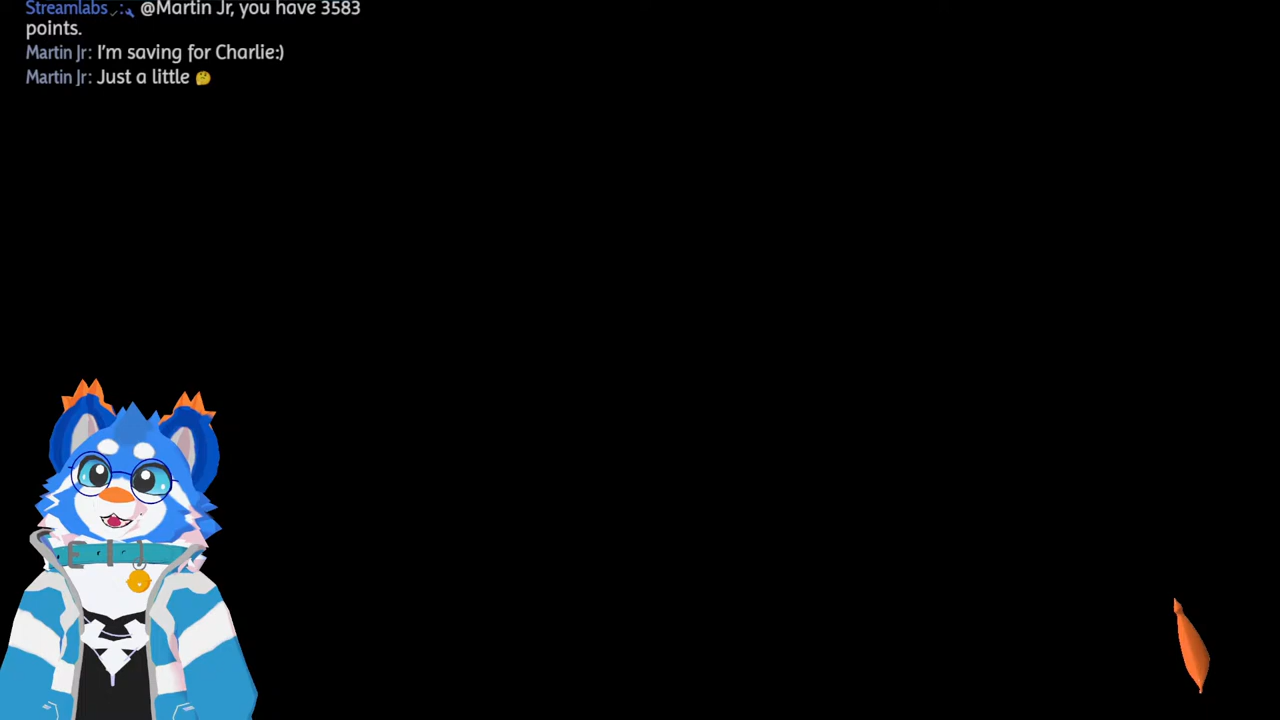 Streamlabs @Martin Jr, you have 3583
points.
Martin Jr: I'm saving for Charlie:)
Martin Jr: Just a little 🤔